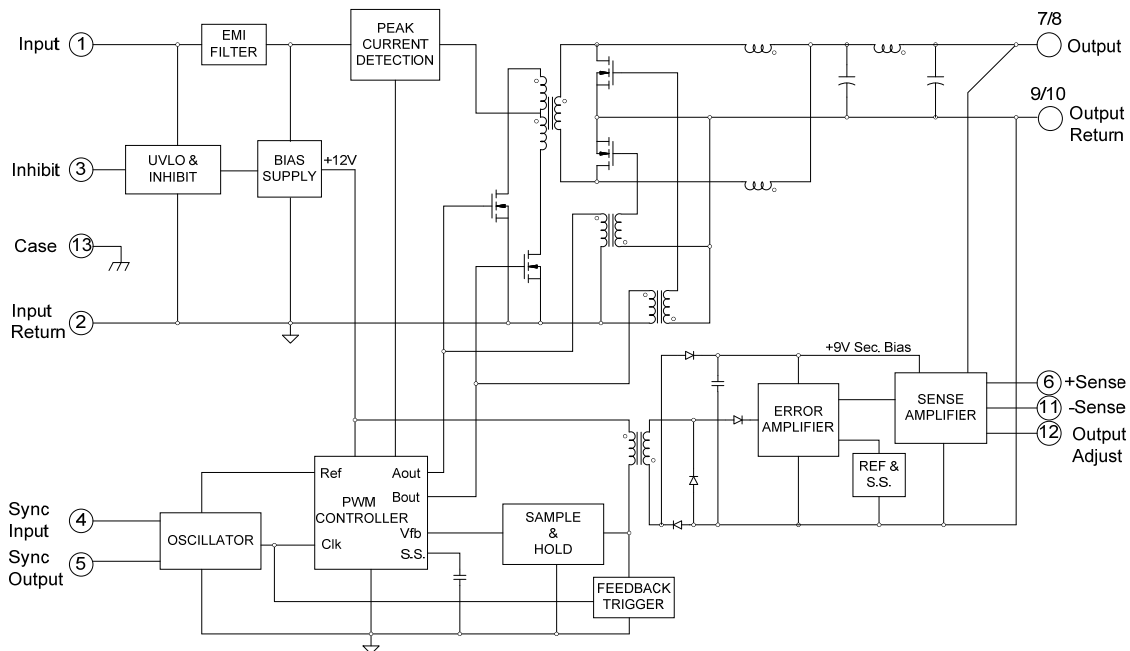 7/8
Input 1
EMI
FILTER
PEAK
CURRENT
DETECTION
Output
9/10
Output
Return
Inhibit 3
UVLO &
INHIBIT
BIAS
SUPPLY
+12V
Case 13
Input
Return 2
+9V Sec. Bias
6 +Sense
11 -Sense
12 Output
Adjust
ERROR
AMPLIFIER
SENSE
AMPLIFIER
REF &
S.S.
Ref
Aout
Bout
PWM
CONTROLLER
Vfb
Clk
S.S.
SAMPLE
&
HOLD
Sync
Input 4
OSCILLATOR
Sync
Output 5
FEEDBACK
TRIGGER